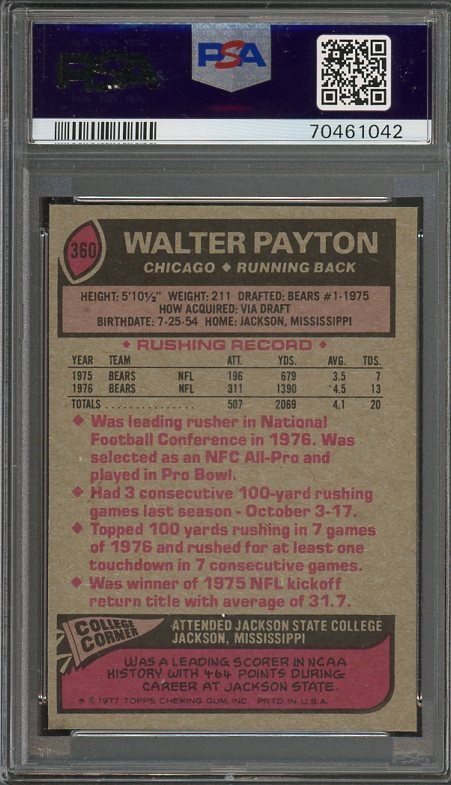 PSA
70461042
360
WALTER PAYTON
CHICAGO ♦ RUNNING BACK
HEIGHT: 5'10½" WEIGHT: 211 DRAFTED: BEARS #1-1975
HOW ACQUIRED: VIA DRAFT
BIRTHDATE: 7-25-54 HOME: JACKSON, MISSISSIPPI
♦ RUSHING RECORD ♦
YEAR TEAM ATT. YDS. AVG. TDS.
1975 BEARS NFL 196 679 3.5 7
1976 BEARS NFL 311 1390 4.5 13
TOTALS .............. 507 2069 4.1 20
♦ Was leading rusher in National
Football Conference in 1976. Was
selected as an NFC All-Pro and
played in Pro Bowl.
♦ Had 3 consecutive 100-yard rushing
games last season - October 3-17.
♦ Topped 100 yards rushing in 7 games
of 1976 and rushed for at least one
touchdown in 7 consecutive games.
♦ Was winner of 1975 NFL kickoff
return title with average of 31.7.
COLLEGE
CORNER
ATTENDED JACKSON STATE COLLEGE
JACKSON, MISSISSIPPI
WAS A LEADING SCORER IN NCAA
HISTORY WITH 464 POINTS DURING
CAREER AT JACKSON STATE.
* © 1977 TOPPS CHEWING GUM, INC. PRTD IN U.S.A.